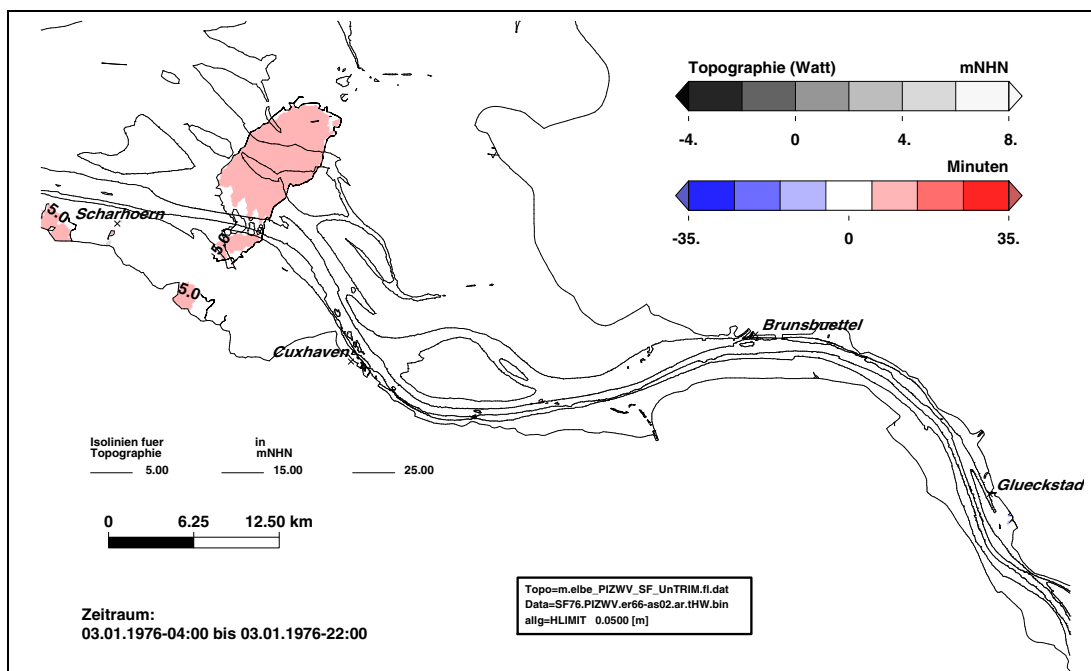 Topographie (Watt) mNHN
-4. 0 4. 8.
Minuten
-35. 0 35.
5.0
Scharhoern
5.0
5.0
Cuxhaven
Brunsbuettel
Glueckstad
Isolinien fuer in
Topographie mNHN
5.00 15.00 25.00
0 6.25 12.50 km
Topo=m.elbe_PIZWV_SF_UnTRIM.fl.dat
Data=SF76.PIZWV.er66-as02.ar.tHW.bin
allg=HLIMIT 0.0500 [m]
Zeitraum:
03.01.1976-04:00 bis 03.01.1976-22:00